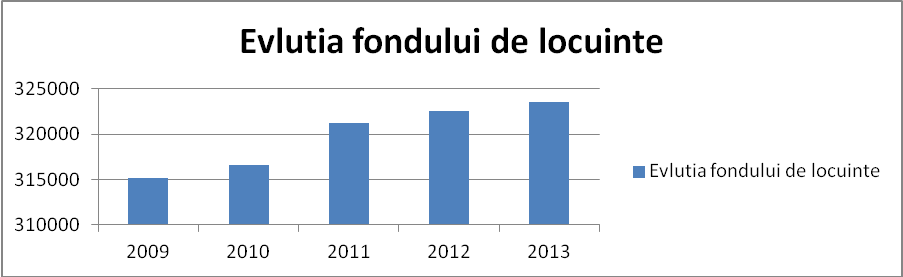 Evlutia fondului de locuinte
325000
320000
315000
310000
2009 2010 2011 2012 2013
Evlutia fondului de locuinte